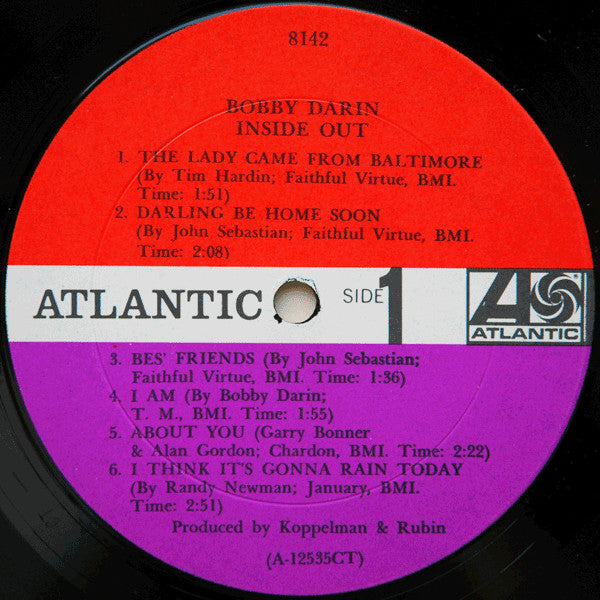 8142
BOBBY DARIN
INSIDE OUT
1. THE LADY CAME FROM BALTIMORE
(By Tim Hardin; Faithful Virtue, BMI.
Time: 1:51)
2. DARLING BE HOME SOON
(By John Sebastian; Faithful Virtue, BMI.
Time: 2:08)
ATLANTIC
SIDE 1
ATLANTIC
3. BES' FRIENDS (By John Sebastian;
Faithful Virtue, BMI. Time: 1:36)
4. I AM (By Bobby Darin;
T. M., BMI. Time: 1:55)
5. ABOUT YOU (Garry Bonner
& Alan Gordon; Chardon, BMI. Time: 2:22)
6. I THINK IT'S GONNA RAIN TODAY
(By Randy Newman; January, BMI.
Time: 2:51)
Produced by Koppelman & Rubin
(A-12535CT)